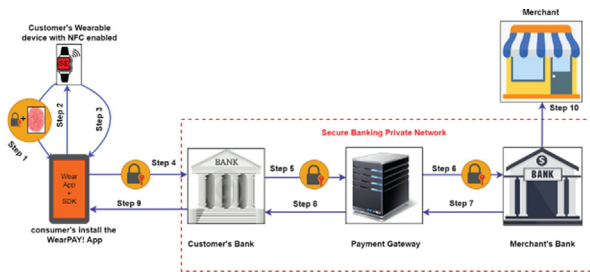 Customer's Wearable
device with NFC enabled
SE
Merchant
Step 1
Step 2
Step 3
Step 10
Secure Banking Private Network
Wear
App
+
SDK
Step 4
BANK
Step 5
Step 6
$
BANK
Step 9
Step 8
Step 7
consumer's install the
WearPAY! App
Customer's Bank
Payment Gateway
Merchant's Bank